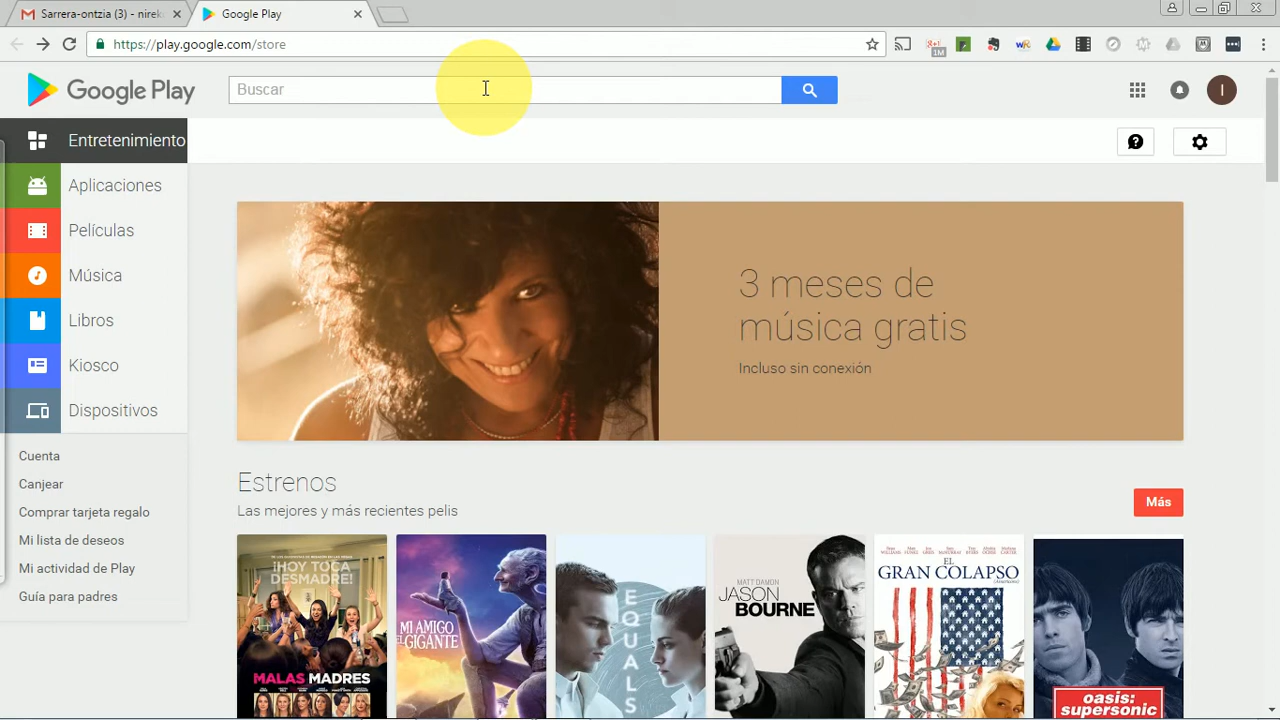 Sarrera-ontzia (3) - nirek
Google Play
https://play.google.com/store
1M
Google Play
Buscar
I
Entretenimiento
Aplicaciones
Películas
Música
Libros
Kiosco
Dispositivos
Cuenta
Canjear
Comprar tarjeta regalo
Mi lista de deseos
Mi actividad de Play
Guía para padres
3 meses de
música gratis
Incluso sin conexión
Estrenos
Las mejores y más recientes pelis
Más
¡HOY TOCA
DESMADRE!
MALAS MADRES
MI AMIGO
EL GIGANTE
EQUALS
MATT DAMON
JASON
BOURNE
EL
GRAN COLAPSO
oasis:
supersonic